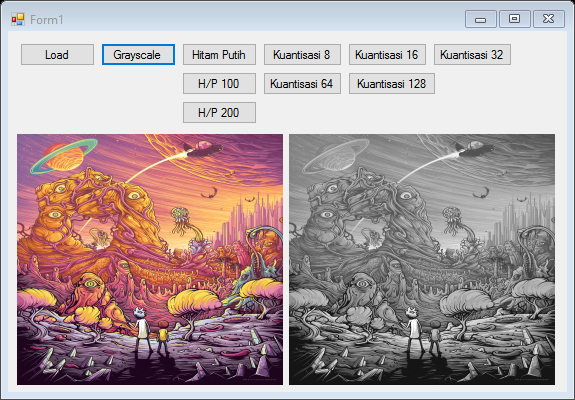 Form1
Load Grayscale Hitam Putih Kuantisasi 8 Kuantisasi 16 Kuantisasi 32
H/P 100 Kuantisasi 64 Kuantisasi 128
H/P 200